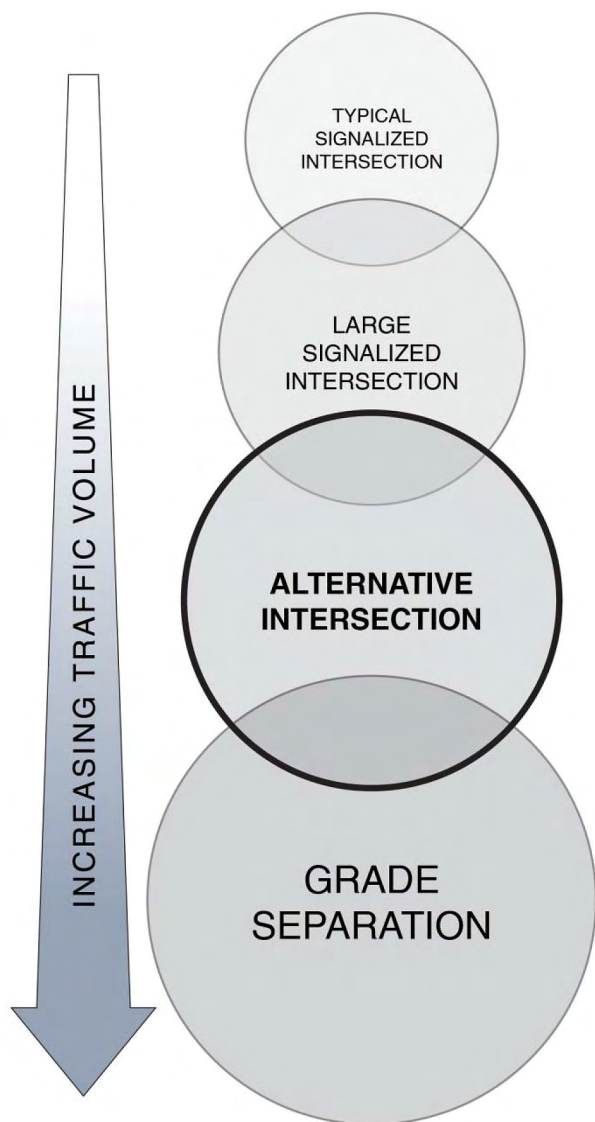 TYPICAL
SIGNALIZED
INTERSECTION
LARGE
SIGNALIZED
INTERSECTION
INCREASING TRAFFIC VOLUME
ALTERNATIVE
INTERSECTION
GRADE
SEPARATION